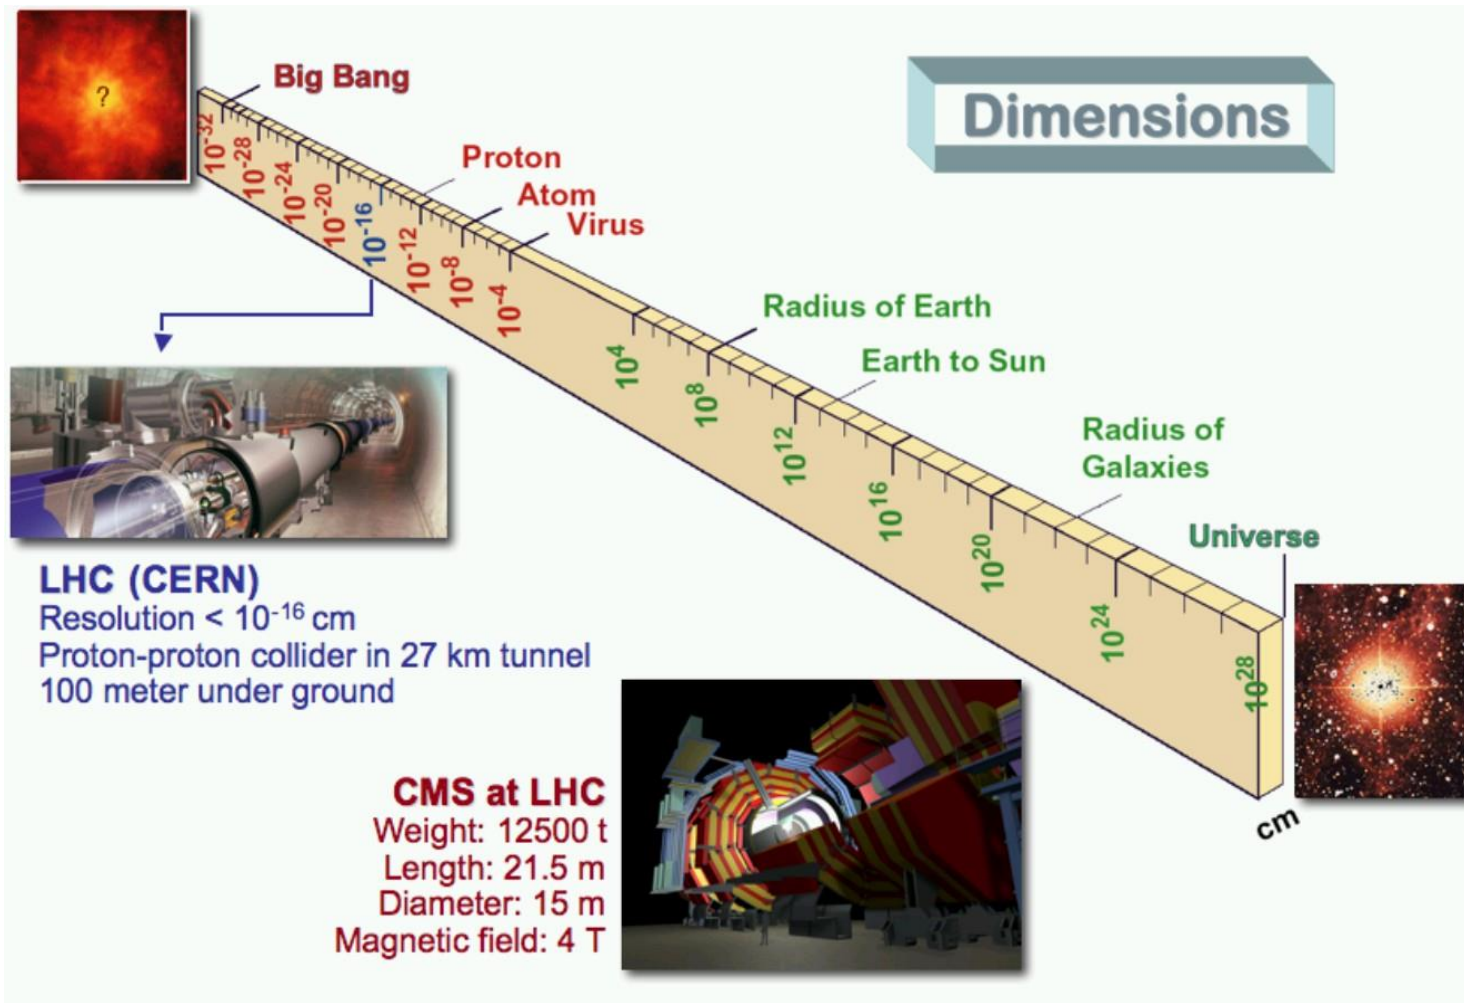 Dimensions
Big Bang
?
Proton
Atom
Virus
10⁻³²
10⁻²⁸
10⁻²⁴
10⁻²⁰
10⁻¹⁶
10⁻¹²
10⁻⁸
10⁻⁴
Radius of Earth
Earth to Sun
Radius of
Galaxies
Universe
10⁴
10⁸
10¹²
10¹⁶
10²⁰
10²⁴
10²⁸
cm
LHC (CERN)
Resolution < 10⁻¹⁶ cm
Proton-proton collider in 27 km tunnel
100 meter under ground
CMS at LHC
Weight: 12500 t
Length: 21.5 m
Diameter: 15 m
Magnetic field: 4 T